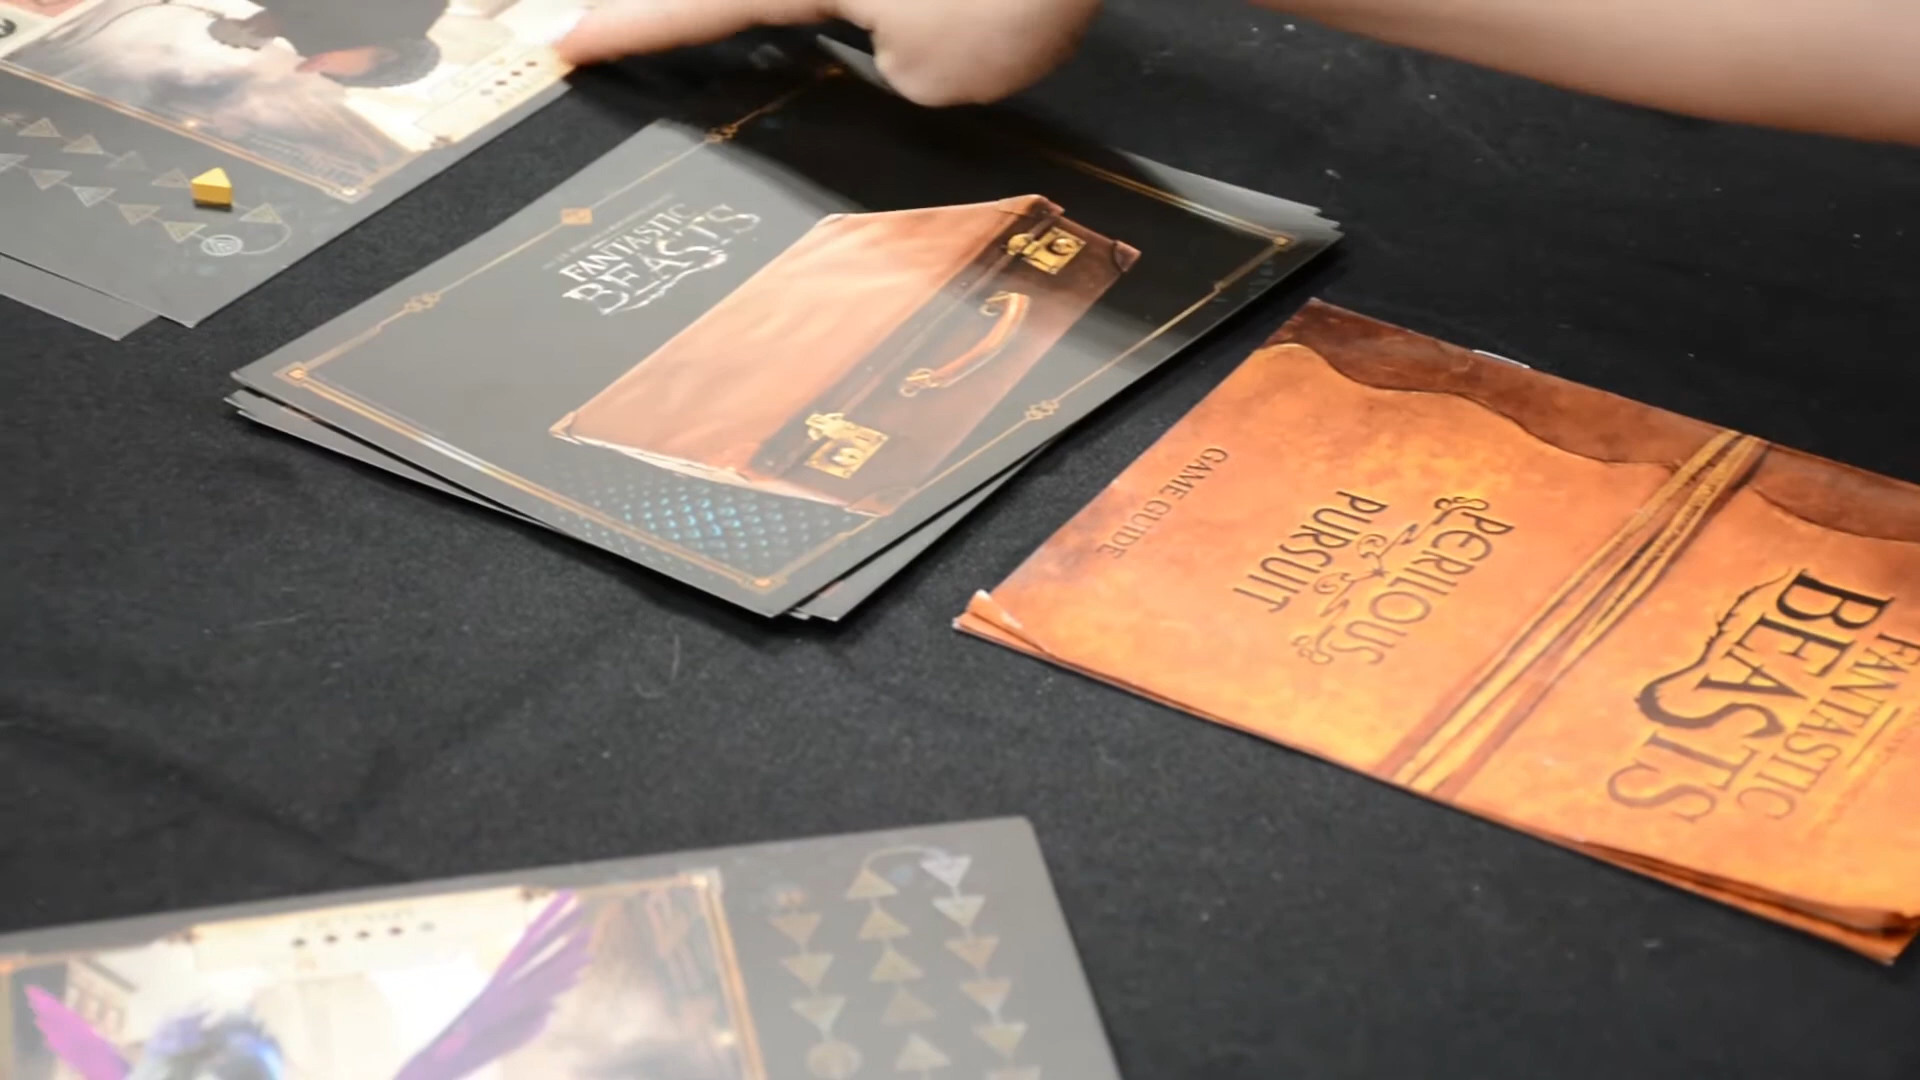 FANTASTIC
BEASTS
GAME GUIDE
PERILOUS
PURSUIT
FANTASTIC
BEASTS